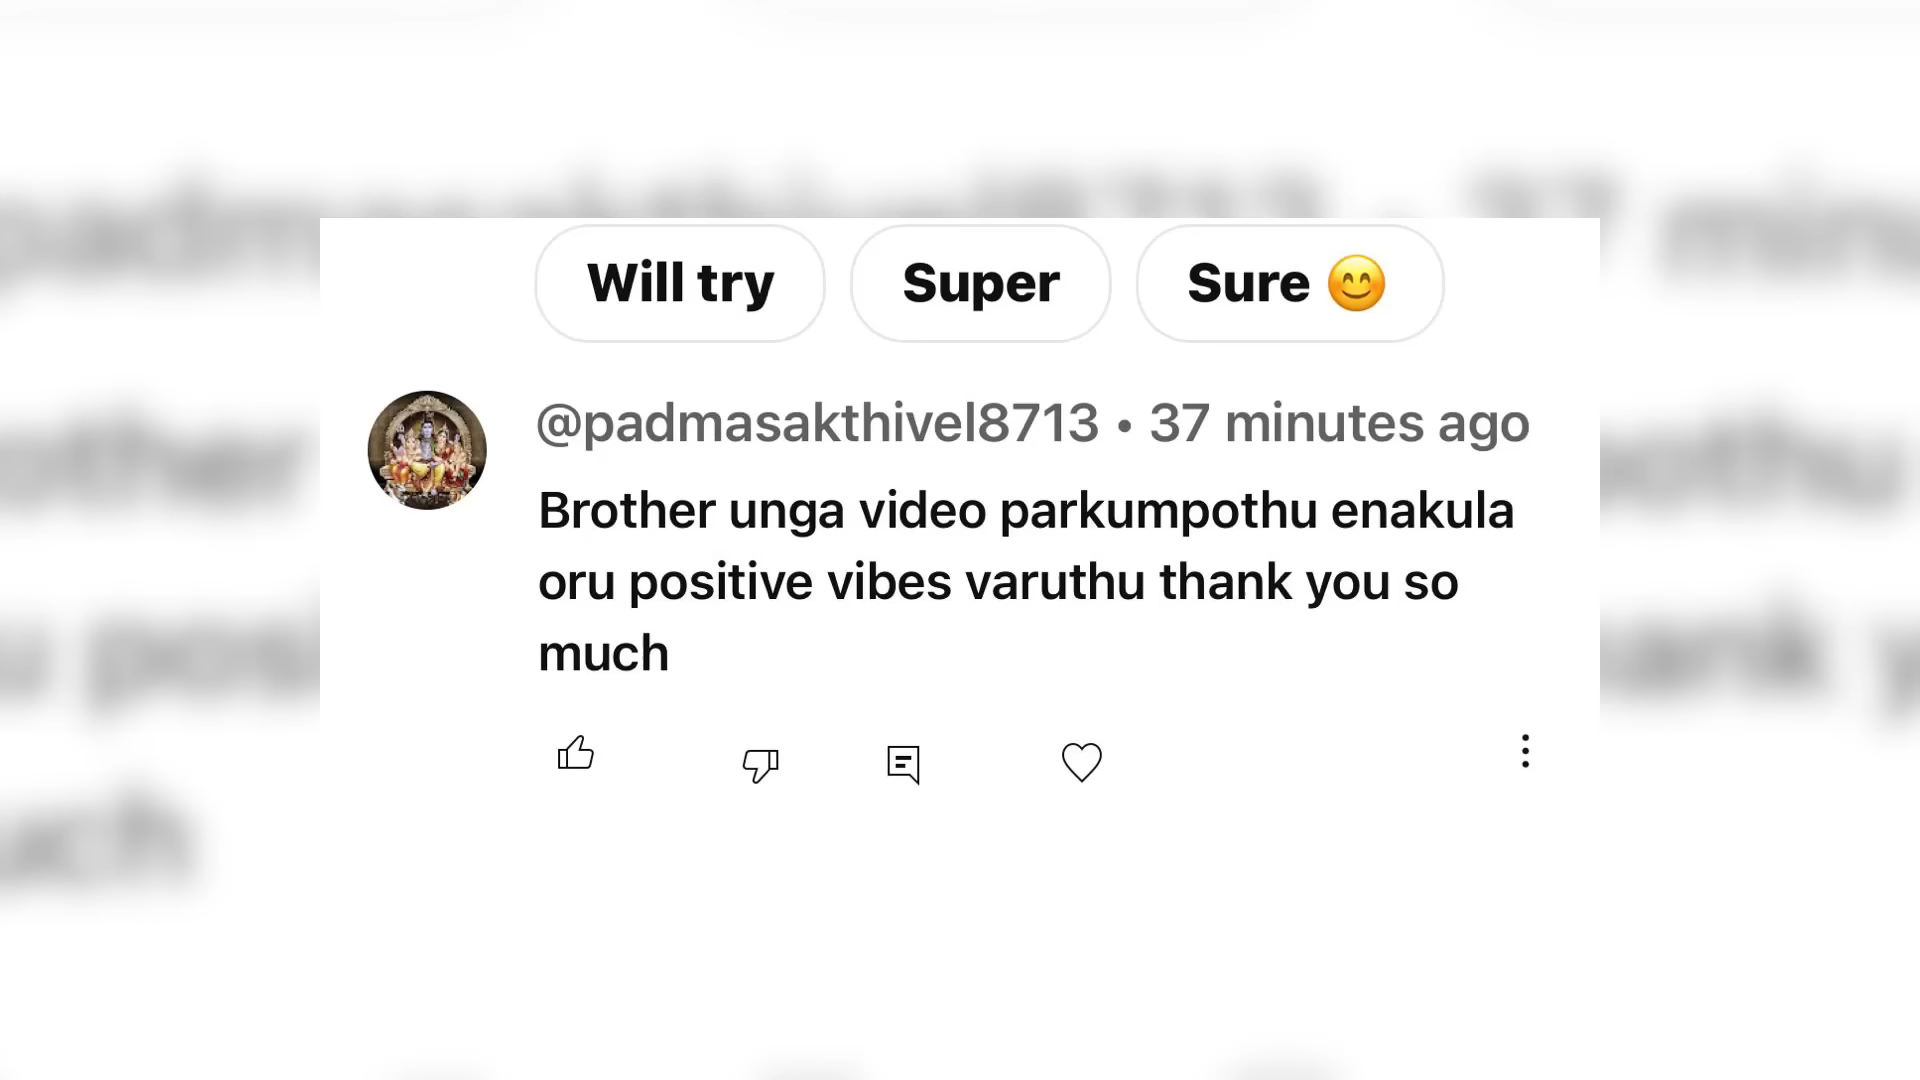 Will try
Super
Sure 😊
@padmasakthivel8713 • 37 minutes ago
Brother unga video parkumpothu enakula
oru positive vibes varuthu thank you so
much